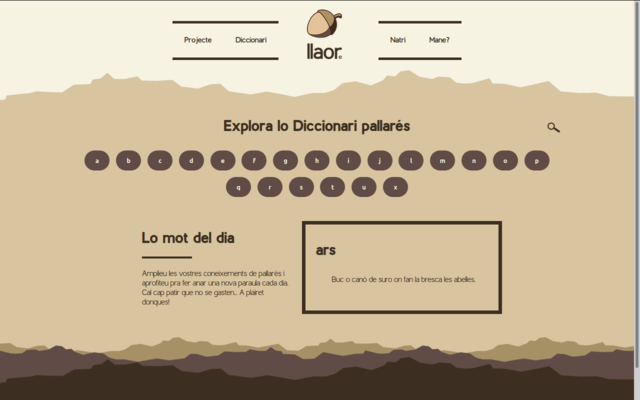 Projecte Diccionari Natri Mane?
llaor.
Explora lo Diccionari pallarés
a b c d e f g h i j l m n o p
q r s t u x
Lo mot del dia
Amplieu les vostres coneixements de pallarés i
aprofiteu pra fer anar una nova paraula cada dia.
Cal cap patir que no se gasten... A plairet
donques!
ars
Buc o canó de suro on fan la bresca les abelles.